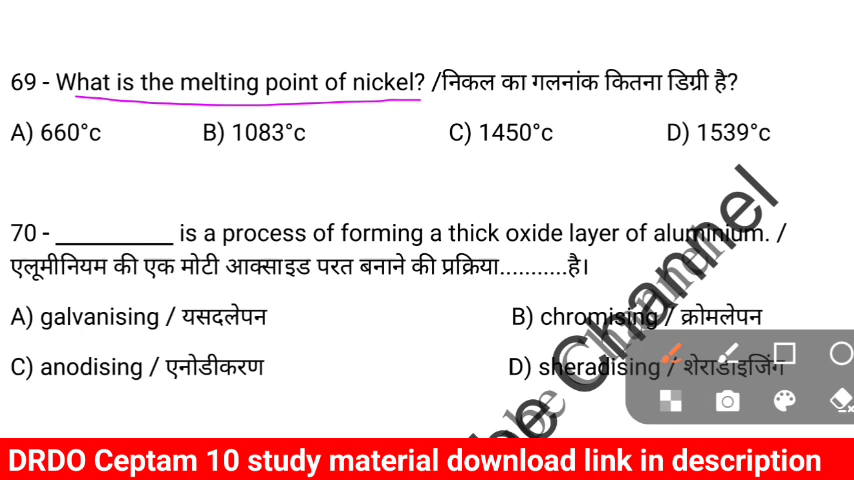 69 - What is the melting point of nickel? /निकल का गलनांक कितना डिग्री है?
A) 660°c B) 1083°c C) 1450°c D) 1539°c
70 - __________ is a process of forming a thick oxide layer of aluminium. /
एलूमीनियम की एक मोटी आक्साइड परत बनाने की प्रक्रिया...........है।
A) galvanising / यसदलेपन B) chromising / क्रोमलेपन
C) anodising / एनोडीकरण D) sheradising / शेराडाइजिंग
Channel
DRDO Ceptam 10 study material download link in description